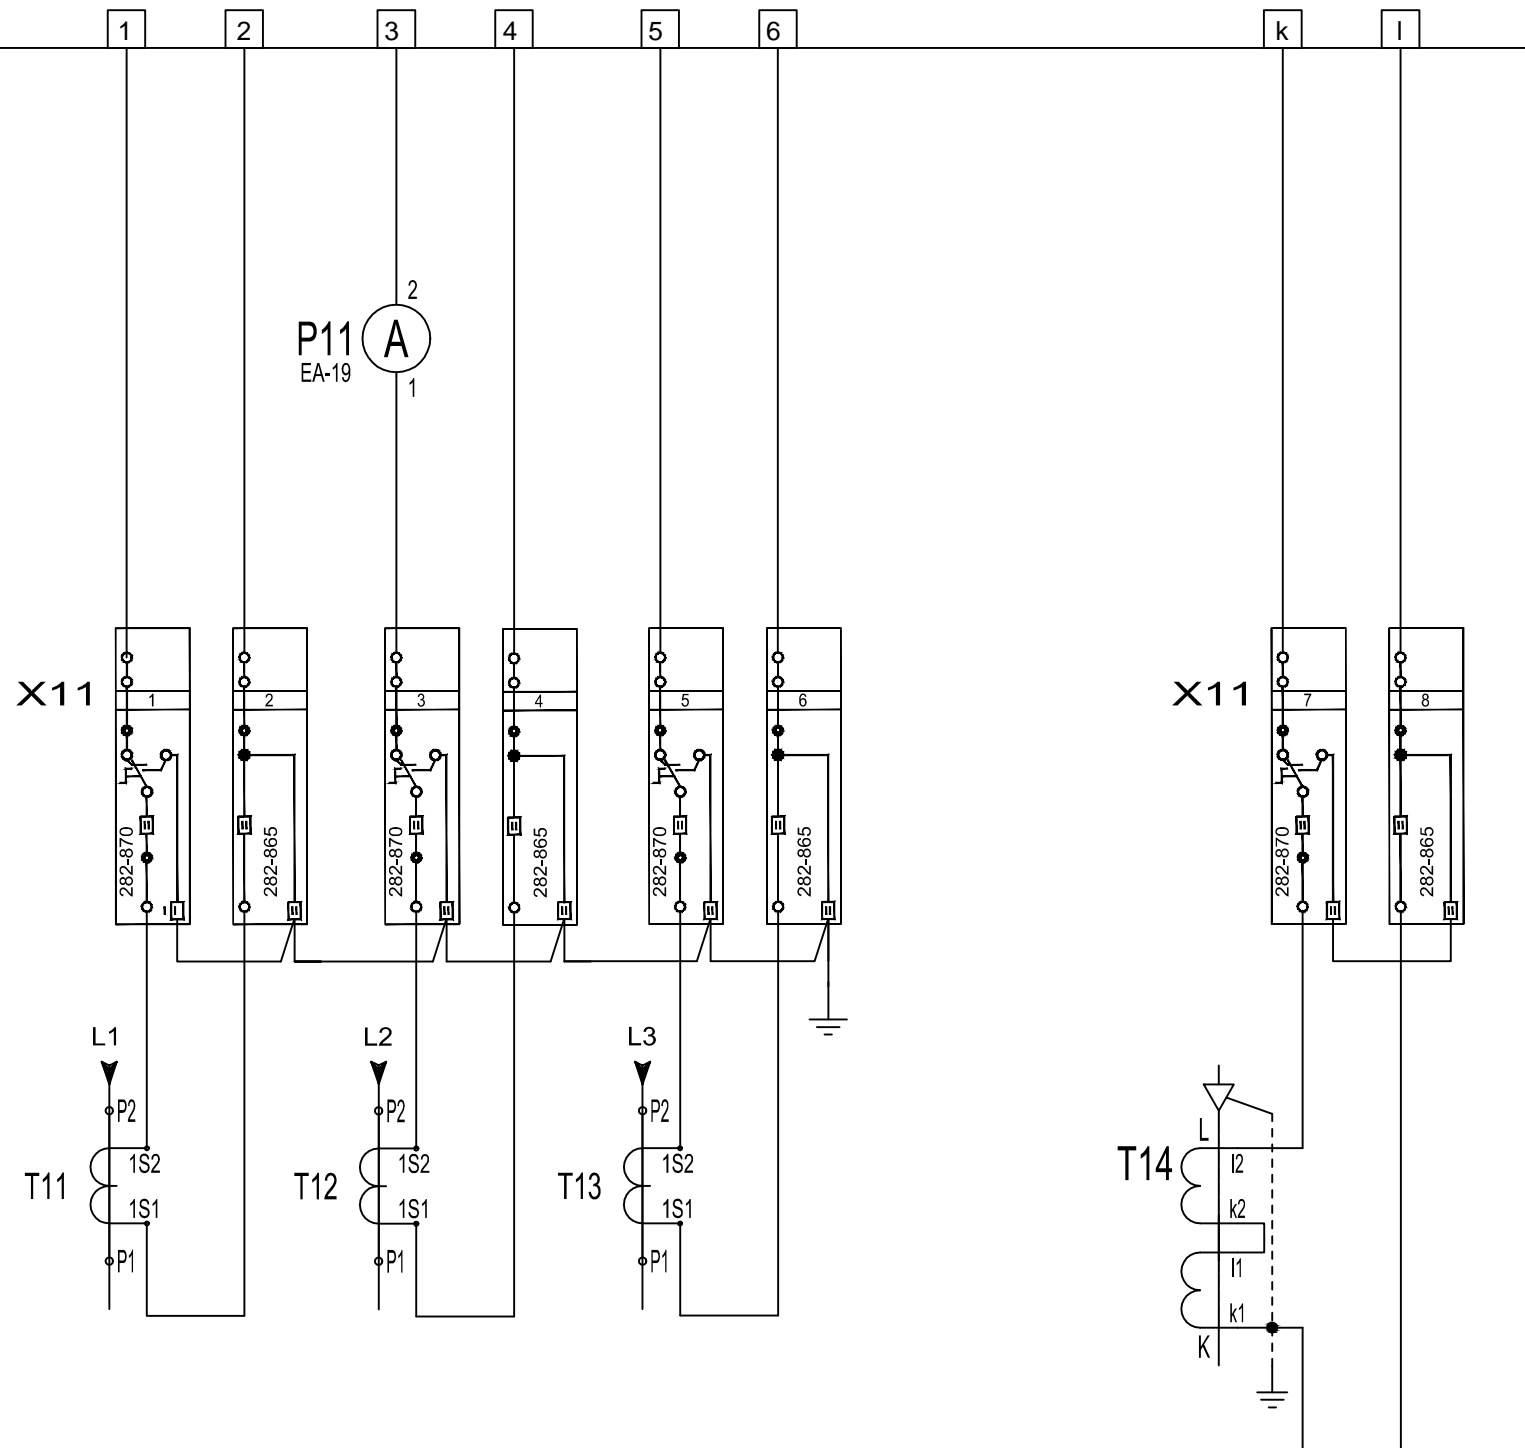 1 2 3 4 5 6 k l
2
P11 A
EA-19
1
X11 1 2 3 4 5 6 X11 7 8
282-870 282-865 282-870 282-865 282-870 282-865 282-870 282-865
L1 L2 L3
P2 P2 P2
L
T11 1S2 T12 1S2 T13 1S2 T14 l2
1S1 1S1 1S1 k2
P1 P1 P1 l1
k1
K